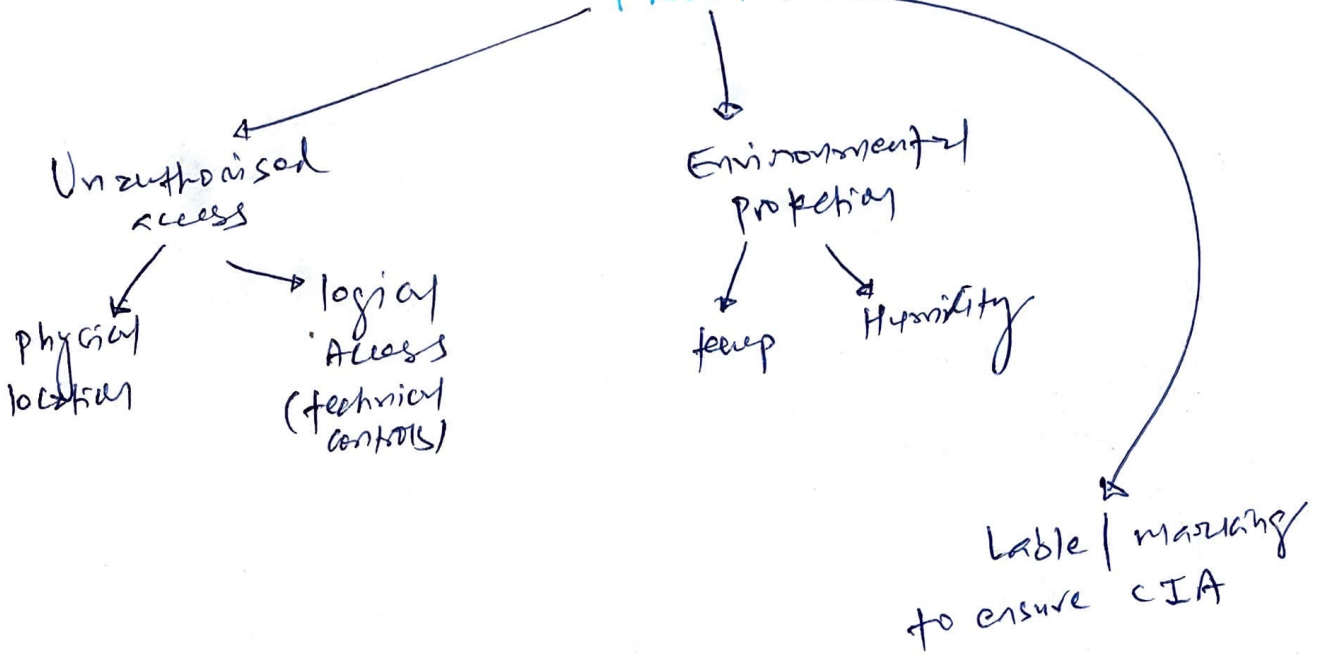 Unauthorised
access
Physical
location
logical
Access
(technical
controls)
Environmental
protection
temp
Humidity
Lable / marking
to ensure CIA